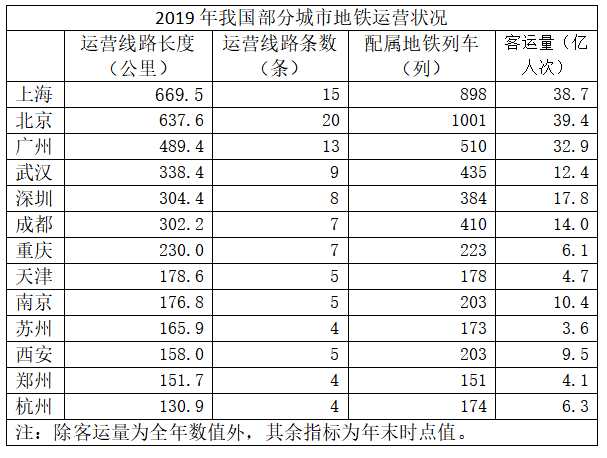 2019年我国部分城市地铁运营状况
运营线路长度（公里） 运营线路条数（条） 配属地铁列车（列） 客运量（亿人次）
上海 669.5 15 898 38.7
北京 637.6 20 1001 39.4
广州 489.4 13 510 32.9
武汉 338.4 9 435 12.4
深圳 304.4 8 384 17.8
成都 302.2 7 410 14.0
重庆 230.0 7 223 6.1
天津 178.6 5 178 4.7
南京 176.8 5 203 10.4
苏州 165.9 4 173 3.6
西安 158.0 5 203 9.5
郑州 151.7 4 151 4.1
杭州 130.9 4 174 6.3
注：除客运量为全年数值外，其余指标为年末时点值。